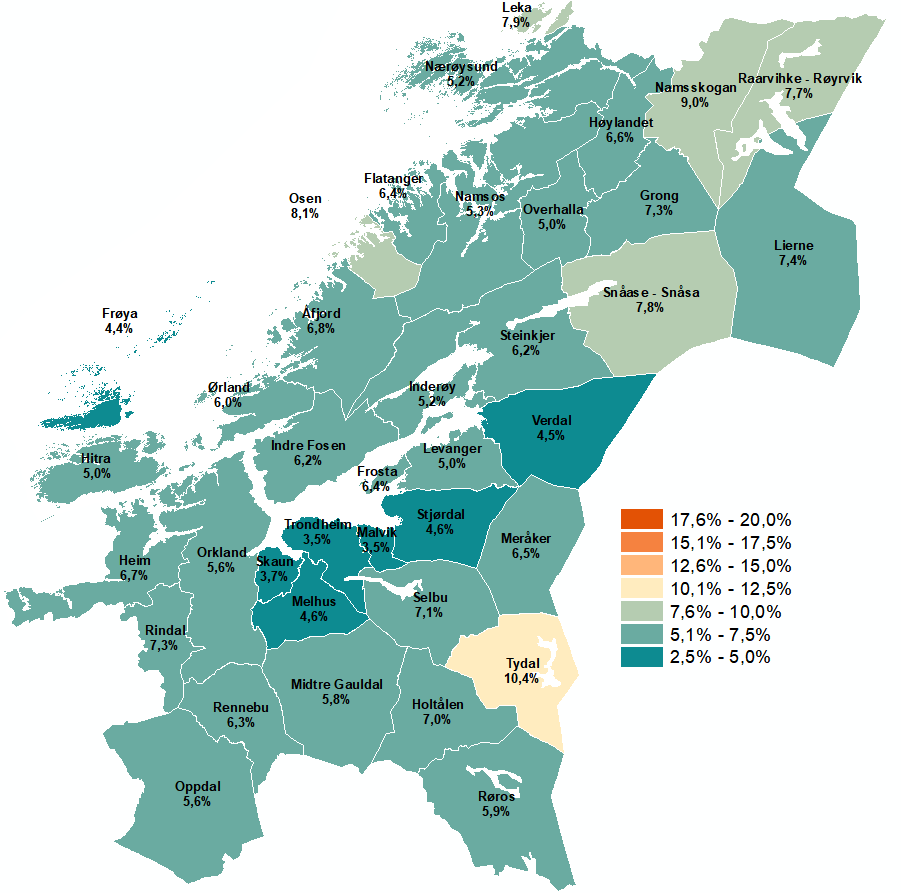 Leka
7,9%
Nærøysund
5,2%
Namsskogan
9,0%
Raarvihke - Røyrvik
7,7%
Høylandet
6,6%
Flatanger
6,4%
Osen
8,1%
Namsos
5,3%
Overhalla
5,0%
Grong
7,3%
Lierne
7,4%
Snåase - Snåsa
7,8%
Frøya
4,4%
Åfjord
6,8%
Steinkjer
6,2%
Ørland
6,0%
Inderøy
5,2%
Verdal
4,5%
Hitra
5,0%
Indre Fosen
6,2%
Levanger
5,0%
Frosta
6,4%
Stjørdal
4,6%
Trondheim
3,5%
Malvik
3,5%
Meråker
6,5%
Heim
6,7%
Orkland
5,6%
Skaun
3,7%
Melhus
4,6%
Selbu
7,1%
Rindal
7,3%
Tydal
10,4%
Midtre Gauldal
5,8%
Rennebu
6,3%
Holtålen
7,0%
Oppdal
5,6%
Røros
5,9%
17,6% - 20,0%
15,1% - 17,5%
12,6% - 15,0%
10,1% - 12,5%
7,6% - 10,0%
5,1% - 7,5%
2,5% - 5,0%